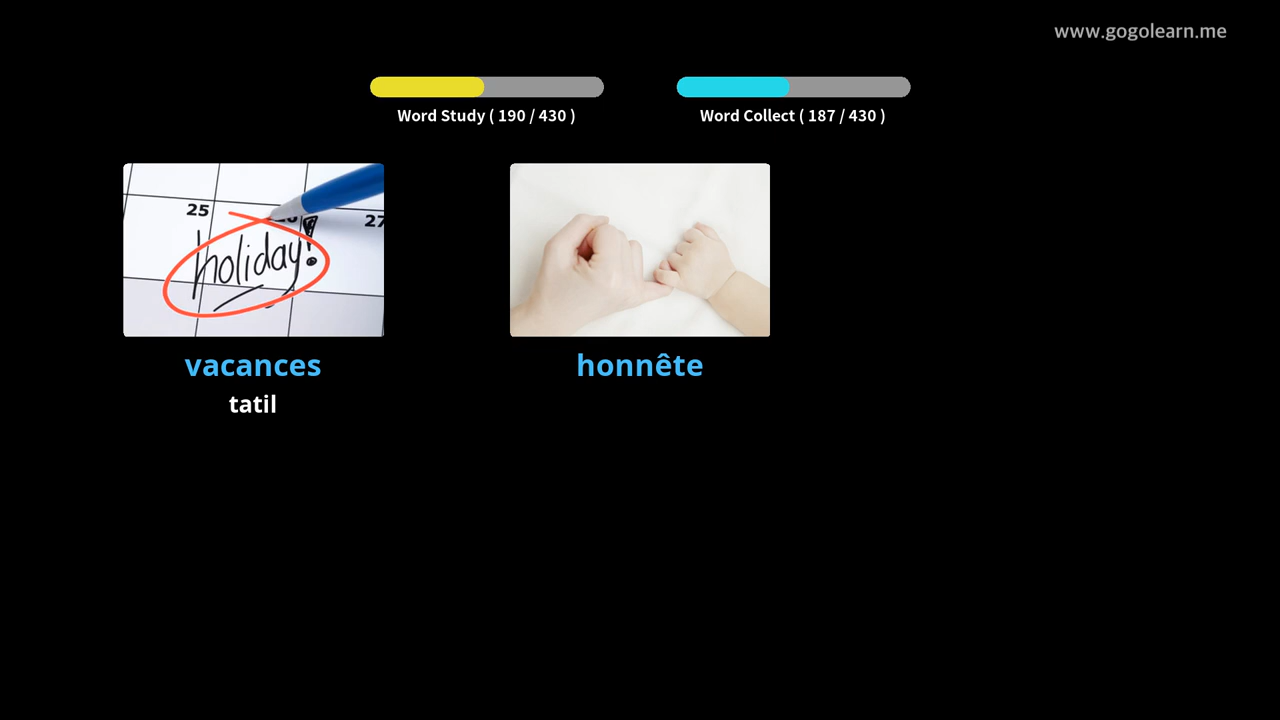 www.gogolearn.me
Word Study ( 190 / 430 )
Word Collect ( 187 / 430 )
25
27
holiday!
vacances
honnête
tatil